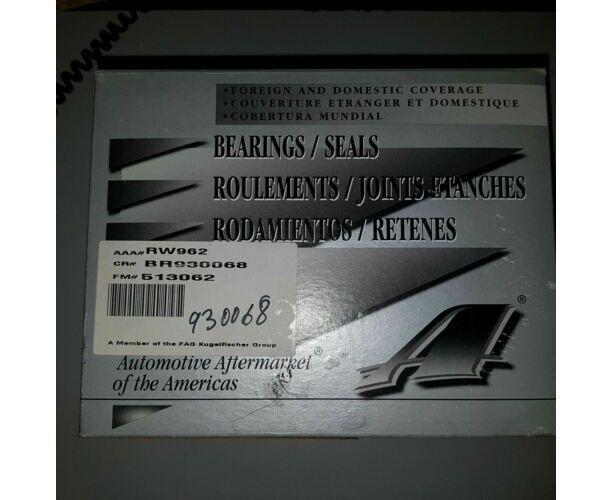 •FOREIGN AND DOMESTIC COVERAGE
•COUVERTURE ETRANGER ET DOMESTIQUE
•COBERTURA MUNDIAL
BEARINGS / SEALS
ROULEMENTS / JOINTS ETANCHES
RODAMIENTOS / RETENES
AAA# RW962
CR# BR930068
FM# 513062
930068
A Member of the FAG Kugelfischer Group
Automotive Aftermarket®
of the Americas
®